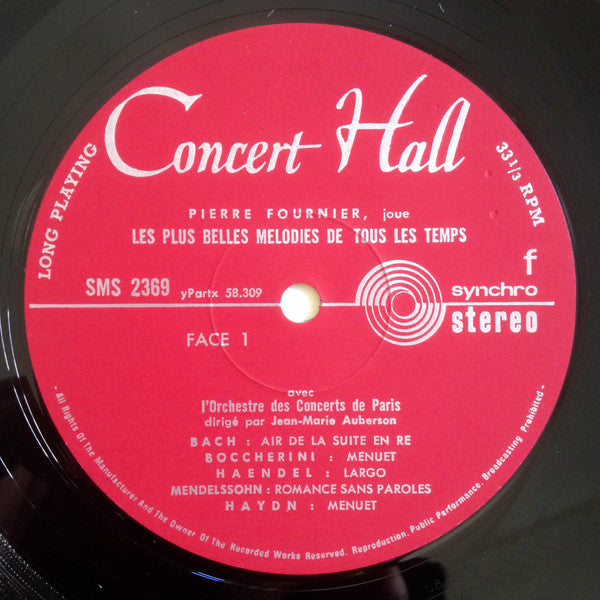 Concert Hall
LONG PLAYING
33 1/3 RPM
PIERRE FOURNIER, joue
LES PLUS BELLES MELODIES DE TOUS LES TEMPS
SMS 2369 yPartx 58.309
f
synchro
stereo
FACE 1
avec
l'Orchestre des Concerts de Paris
dirigé par Jean-Marie Auberson
BACH : AIR DE LA SUITE EN RE
BOCCHERINI : MENUET
HAENDEL : LARGO
MENDELSSOHN : ROMANCE SANS PAROLES
HAYDN : MENUET
- All Rights Of The Manufacturer And The Owner Of The Recorded Works Reserved. Reproduction, Public Performance, Broadcasting Prohibited -